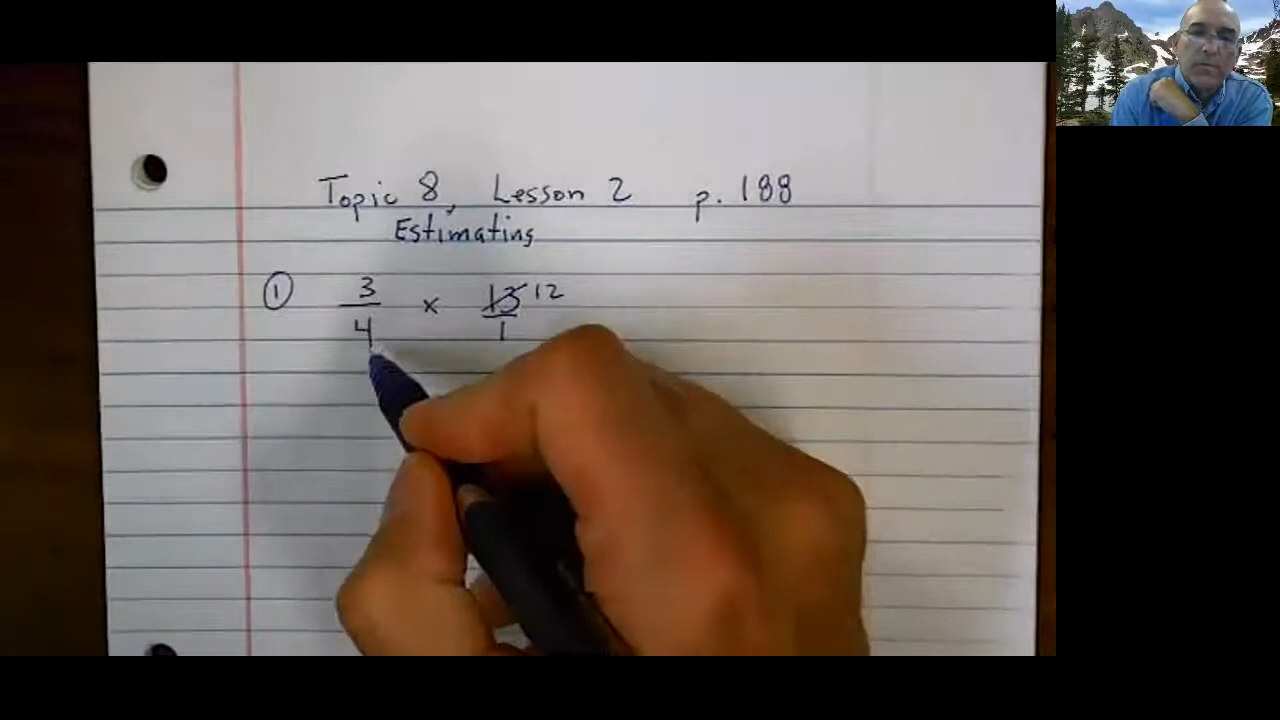 Topic 8, Lesson 2 p. 188
Estimating
① 3/4 x 13/1 12